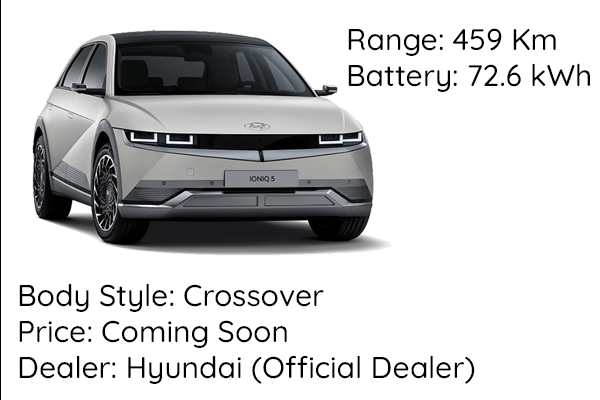 Range: 459 Km
Battery: 72.6 kWh
IONIQ 5
Body Style: Crossover
Price: Coming Soon
Dealer: Hyundai (Official Dealer)